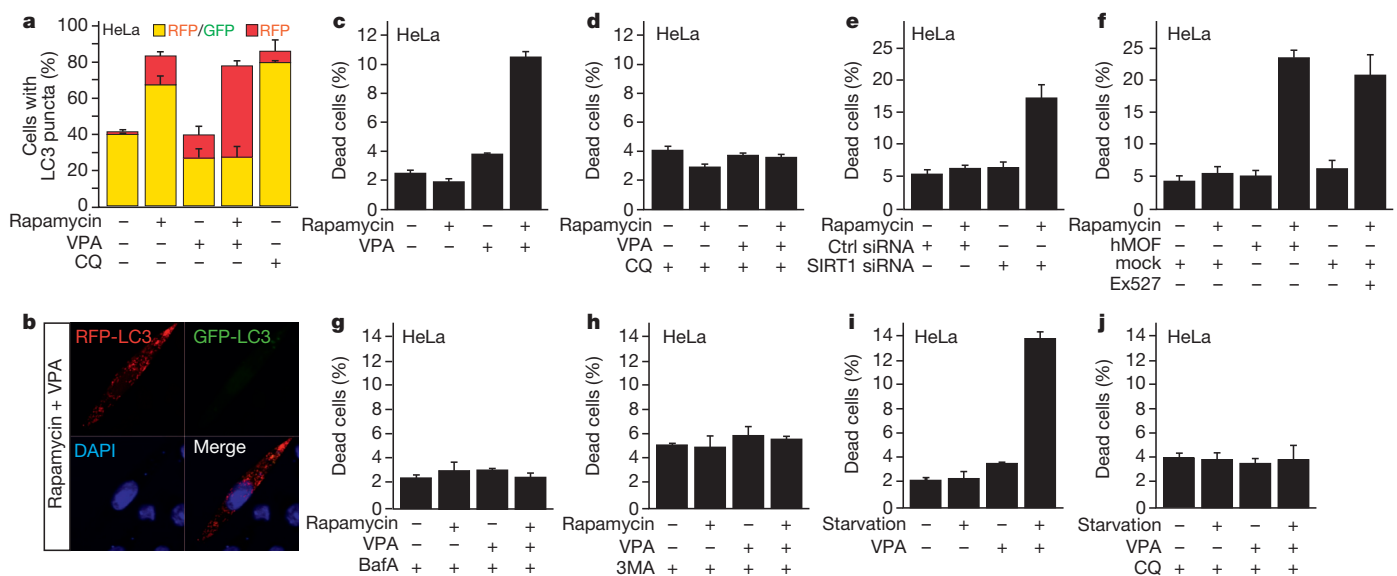 a
HeLa RFP/GFP RFP
Cells with
LC3 puncta (%)
100
80
60
40
20
0
Rapamycin – + – + –
VPA – – + + –
CQ – – – – +
b
Rapamycin + VPA
RFP-LC3 GFP-LC3
DAPI Merge
c
HeLa
Dead cells (%)
12
10
8
6
4
2
0
Rapamycin – + – +
VPA – – + +
d
HeLa
Dead cells (%)
12
10
8
6
4
2
0
Rapamycin – + – +
VPA – – + +
CQ + + + +
e
HeLa
Dead cells (%)
25
20
15
10
5
0
Rapamycin – + – +
Ctrl siRNA + + – –
SIRT1 siRNA – – + +
f
HeLa
Dead cells (%)
25
20
15
10
5
0
Rapamycin – + – + – +
hMOF – – + + – –
mock + + – – + +
Ex527 – – – – – +
g
HeLa
Dead cells (%)
14
12
10
8
6
4
2
0
Rapamycin – + – +
VPA – – + +
BafA + + + +
h
HeLa
Dead cells (%)
14
12
10
8
6
4
2
0
Rapamycin – + – +
VPA – – + +
3MA + + + +
i
HeLa
Dead cells (%)
14
12
10
8
6
4
2
0
Starvation – + – +
VPA – – + +
j
HeLa
Dead cells (%)
14
12
10
8
6
4
2
0
Starvation – + – +
VPA – – + +
CQ + + + +